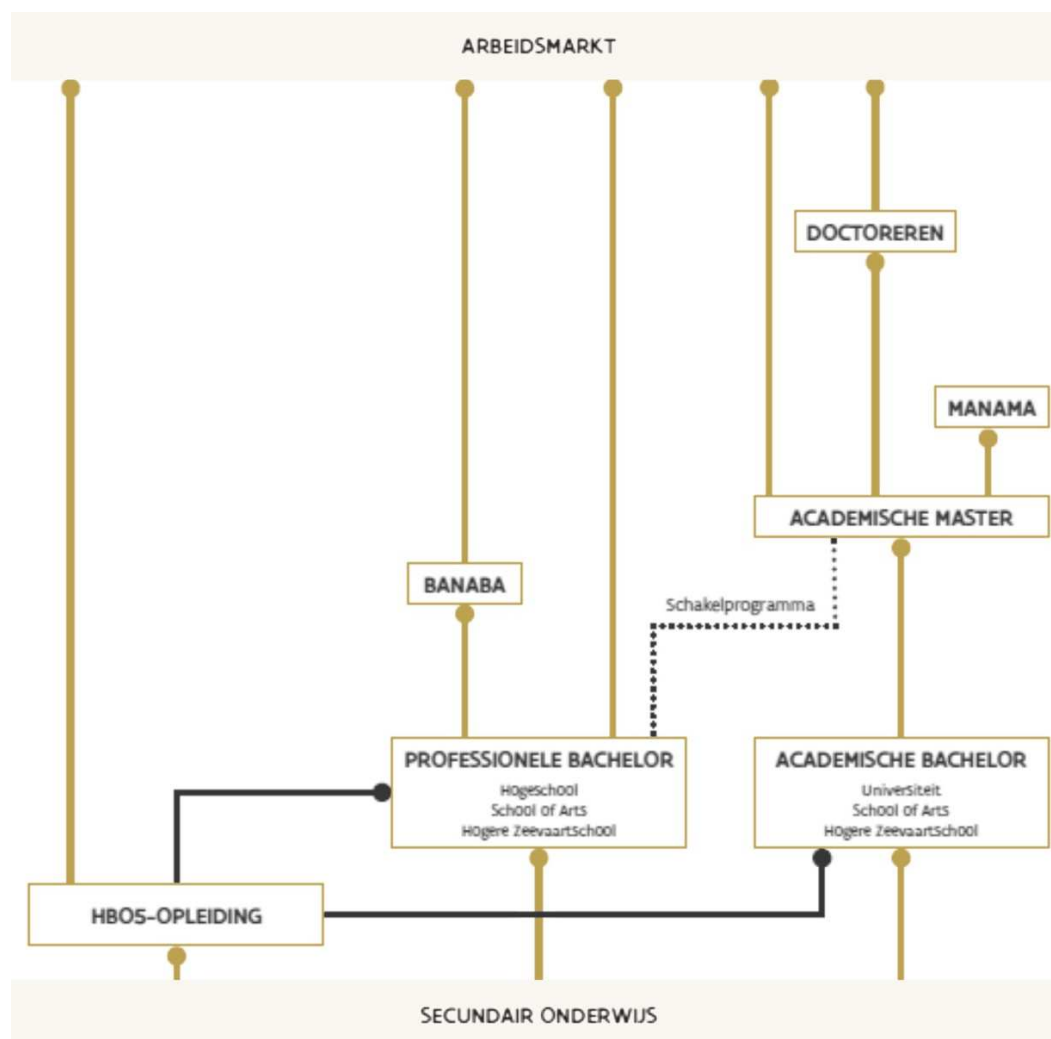 ARBEIDSMARKT
DOCTOREREN
MANAMA
ACADEMISCHE MASTER
BANABA
Schakelprogramma
PROFESSIONELE BACHELOR
Hogeschool
School of Arts
Hogere Zeevaartschool
ACADEMISCHE BACHELOR
Universiteit
School of Arts
Hogere Zeevaartschool
HBO5-OPLEIDING
SECUNDAIR ONDERWIJS